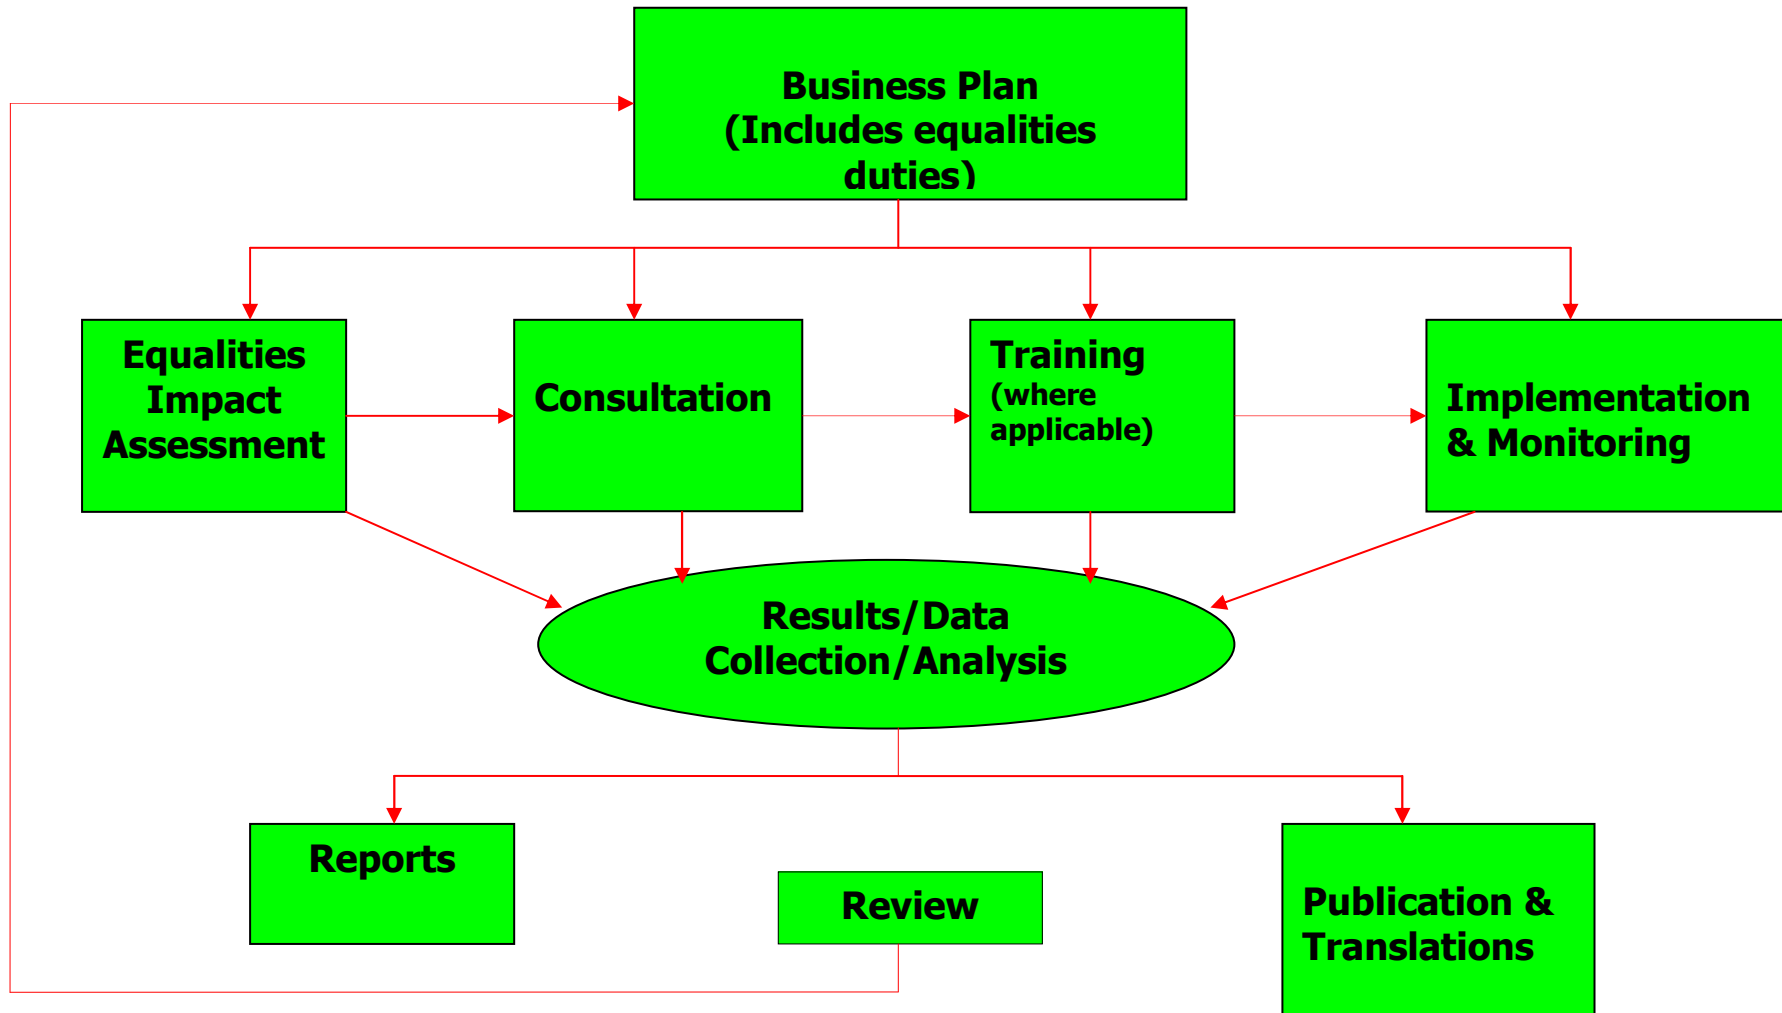 Business Plan
(Includes equalities
duties)
Equalities
Impact
Assessment
Consultation
Training
(where
applicable)
Implementation
& Monitoring
Results/Data
Collection/Analysis
Reports
Review
Publication &
Translations